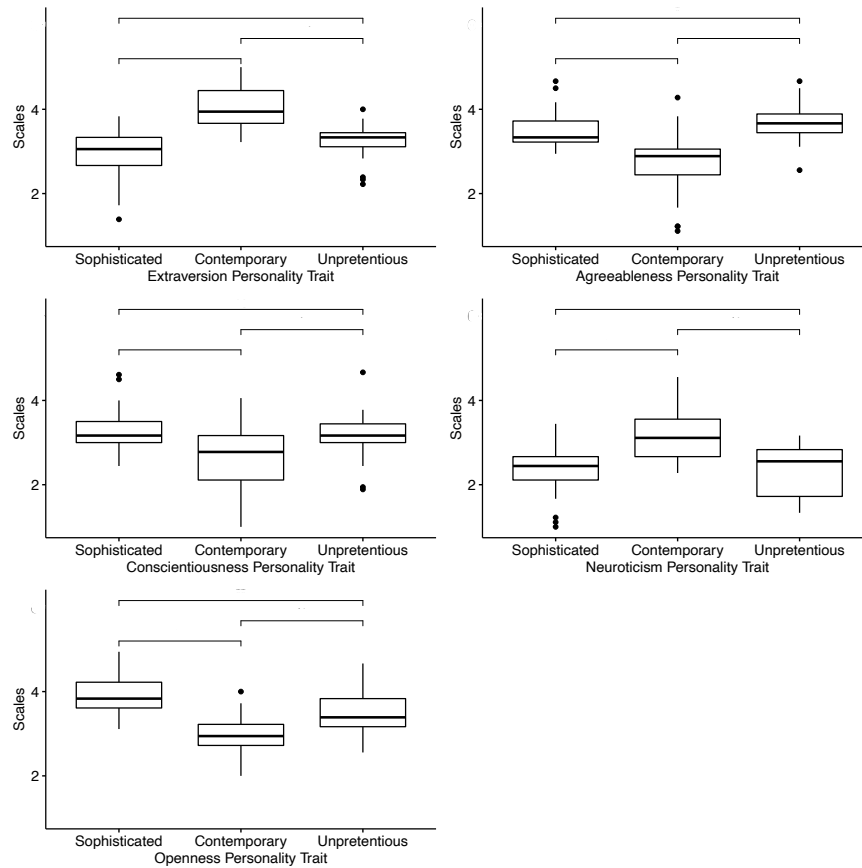 Scales
4
2
Sophisticated Contemporary Unpretentious
Extraversion Personality Trait
Scales
4
2
Sophisticated Contemporary Unpretentious
Agreeableness Personality Trait
Scales
4
2
Sophisticated Contemporary Unpretentious
Conscientiousness Personality Trait
Scales
4
2
Sophisticated Contemporary Unpretentious
Neuroticism Personality Trait
Scales
4
2
Sophisticated Contemporary Unpretentious
Openness Personality Trait